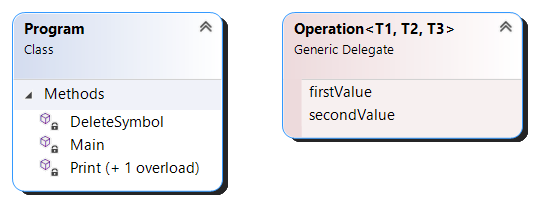 Program
Class
Methods
DeleteSymbol
Main
Print (+ 1 overload)
Operation<T1, T2, T3>
Generic Delegate
firstValue
secondValue